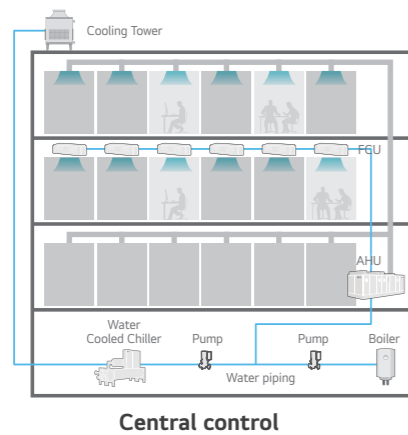 Cooling Tower
FCU
AHU
Water
Cooled Chiller
Pump
Pump
Boiler
Water piping
Central control